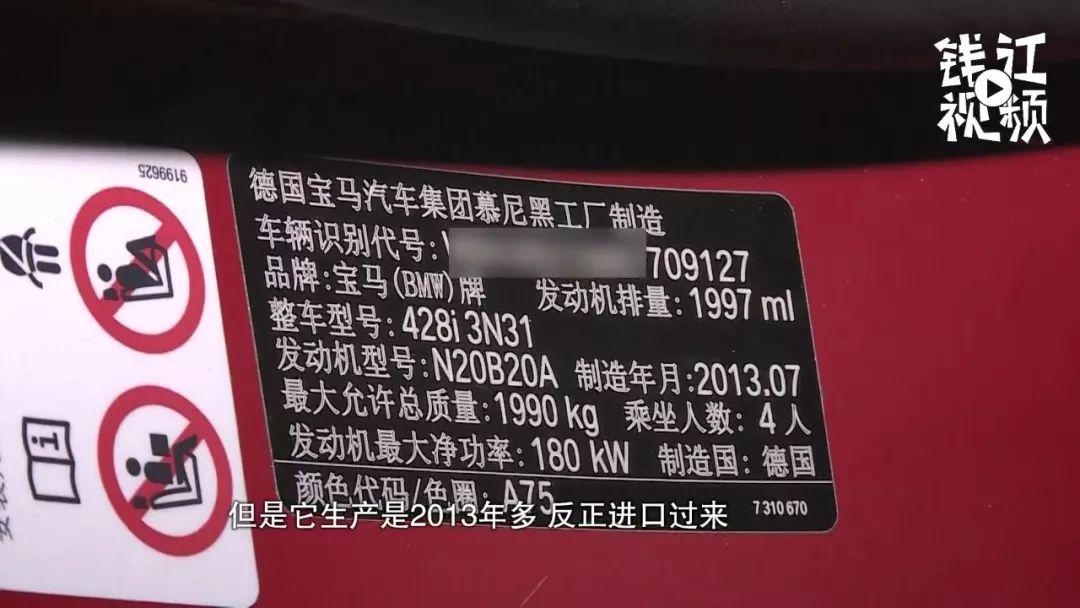 钱江
视频
9199625
德国宝马汽车集团慕尼黑工厂制造
车辆识别代号: 709127
品牌: 宝马(BMW)牌 发动机排量: 1997 ml
整车型号: 428i 3N31
发动机型号: N20B20A 制造年月: 2013.07
最大允许总质量: 1990 kg 乘坐人数: 4人
发动机最大净功率: 180 kW 制造国: 德国
颜色代码/色圈: A75 7 310 670
但是它生产是2013年多 反正进口过来